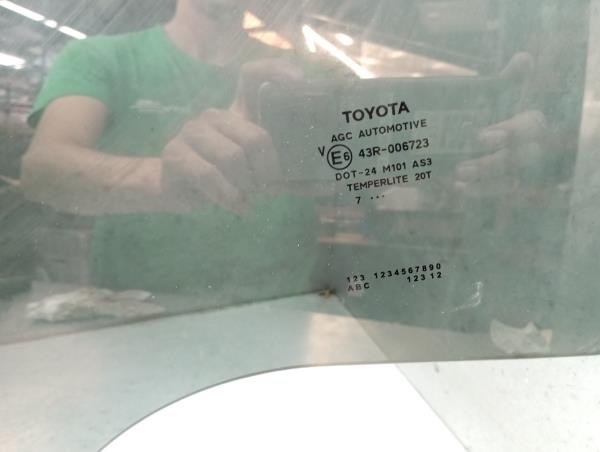 TOYOTA
AGC AUTOMOTIVE
V E6 43R-006723
DOT-24 M101 AS3
TEMPERLITE 20T
7 ...
123 1234567890
ABC 123 12